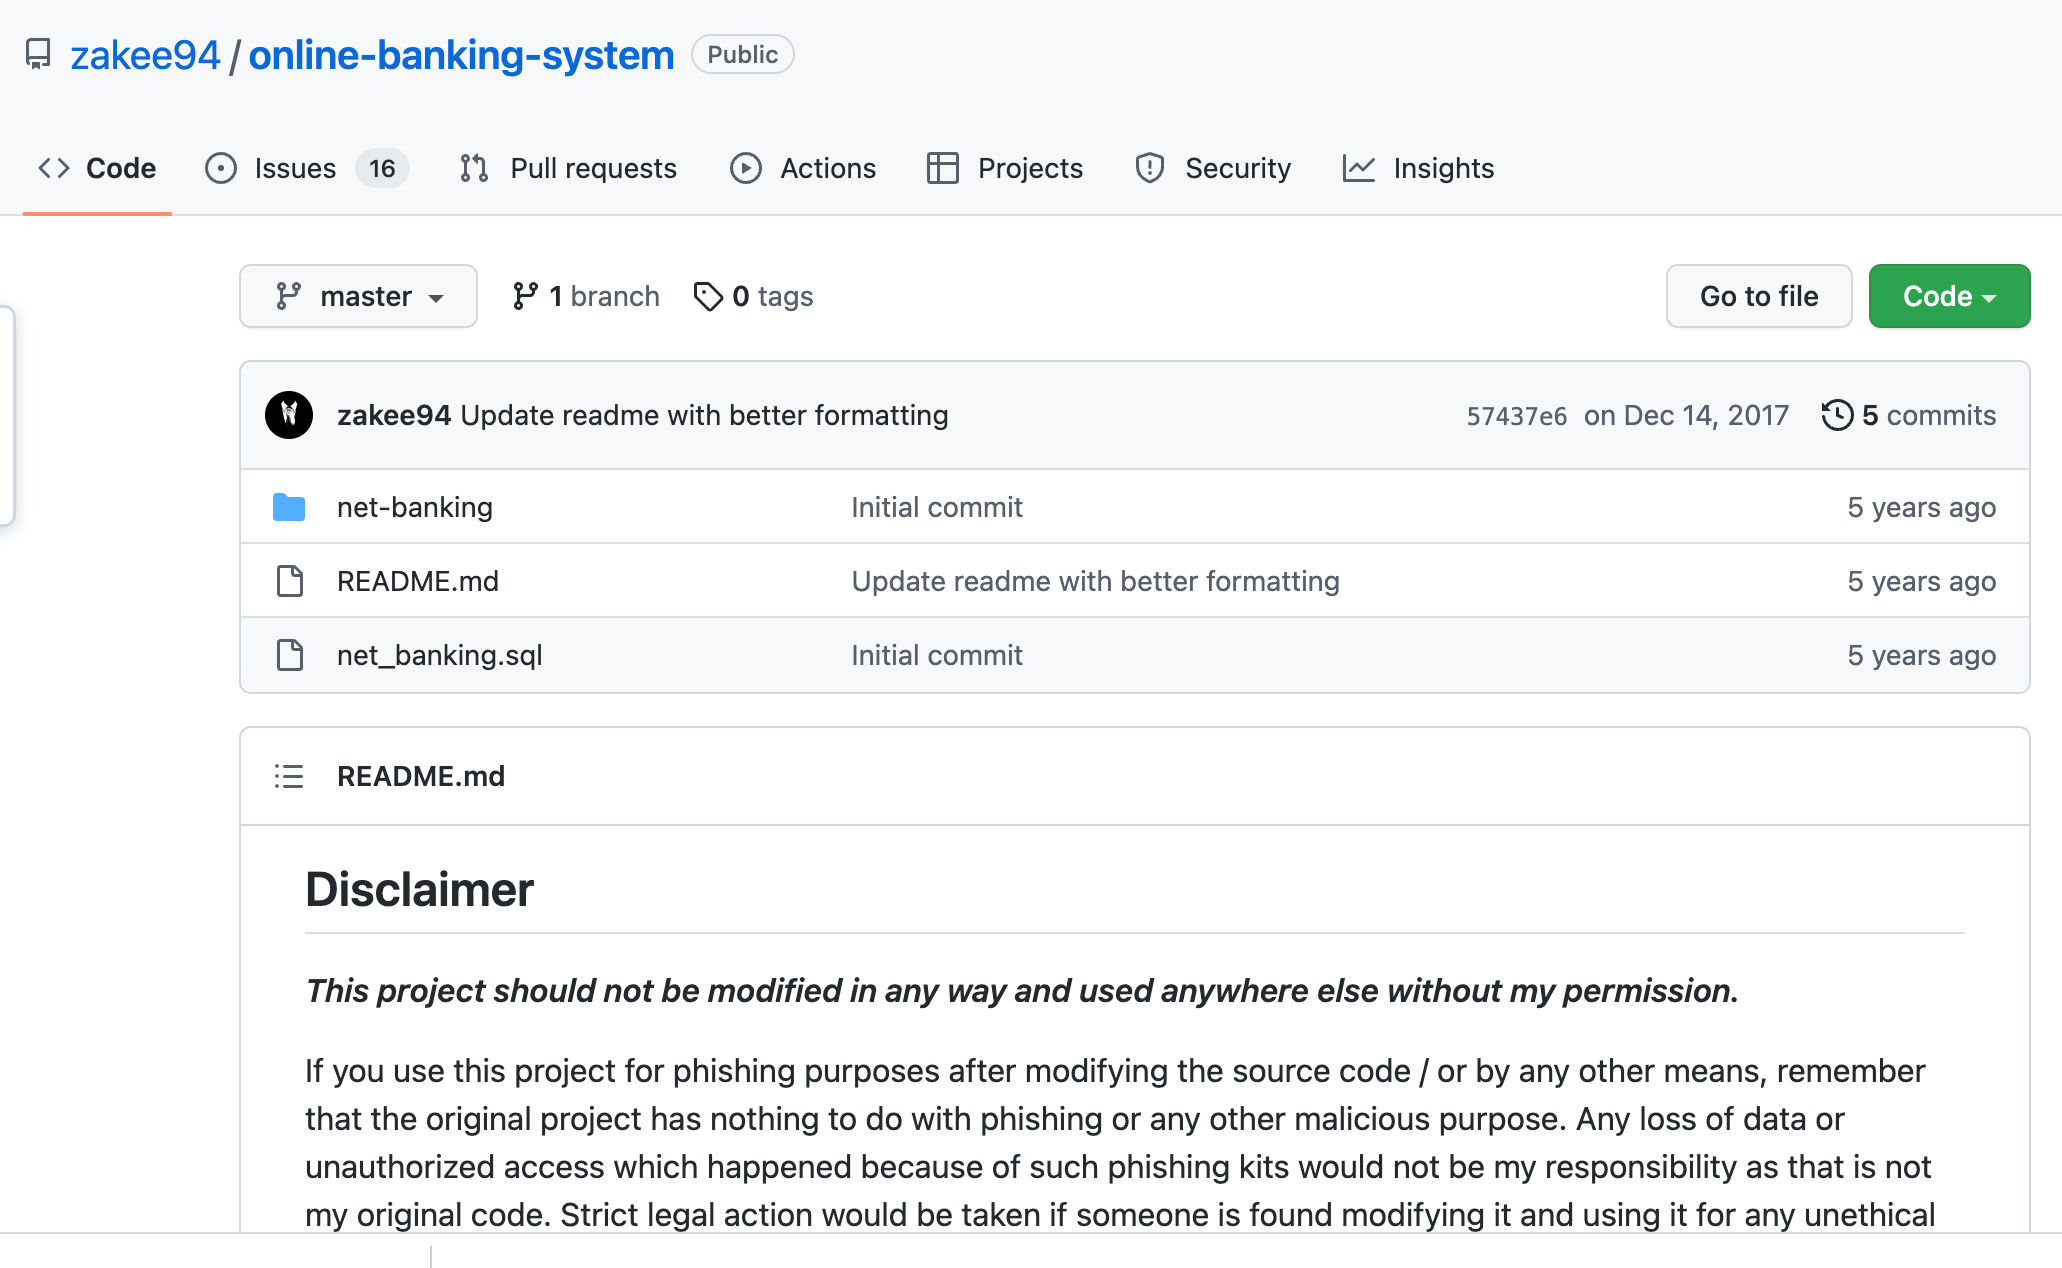 zakee94 / online-banking-system Public
Code Issues 16 Pull requests Actions Projects Security Insights
master 1 branch 0 tags Go to file Code
zakee94 Update readme with better formatting 57437e6 on Dec 14, 2017 5 commits
net-banking Initial commit 5 years ago
README.md Update readme with better formatting 5 years ago
net_banking.sql Initial commit 5 years ago
README.md
Disclaimer
This project should not be modified in any way and used anywhere else without my permission.
If you use this project for phishing purposes after modifying the source code / or by any other means, remember
that the original project has nothing to do with phishing or any other malicious purpose. Any loss of data or
unauthorized access which happened because of such phishing kits would not be my responsibility as that is not
my original code. Strict legal action would be taken if someone is found modifying it and using it for any unethical